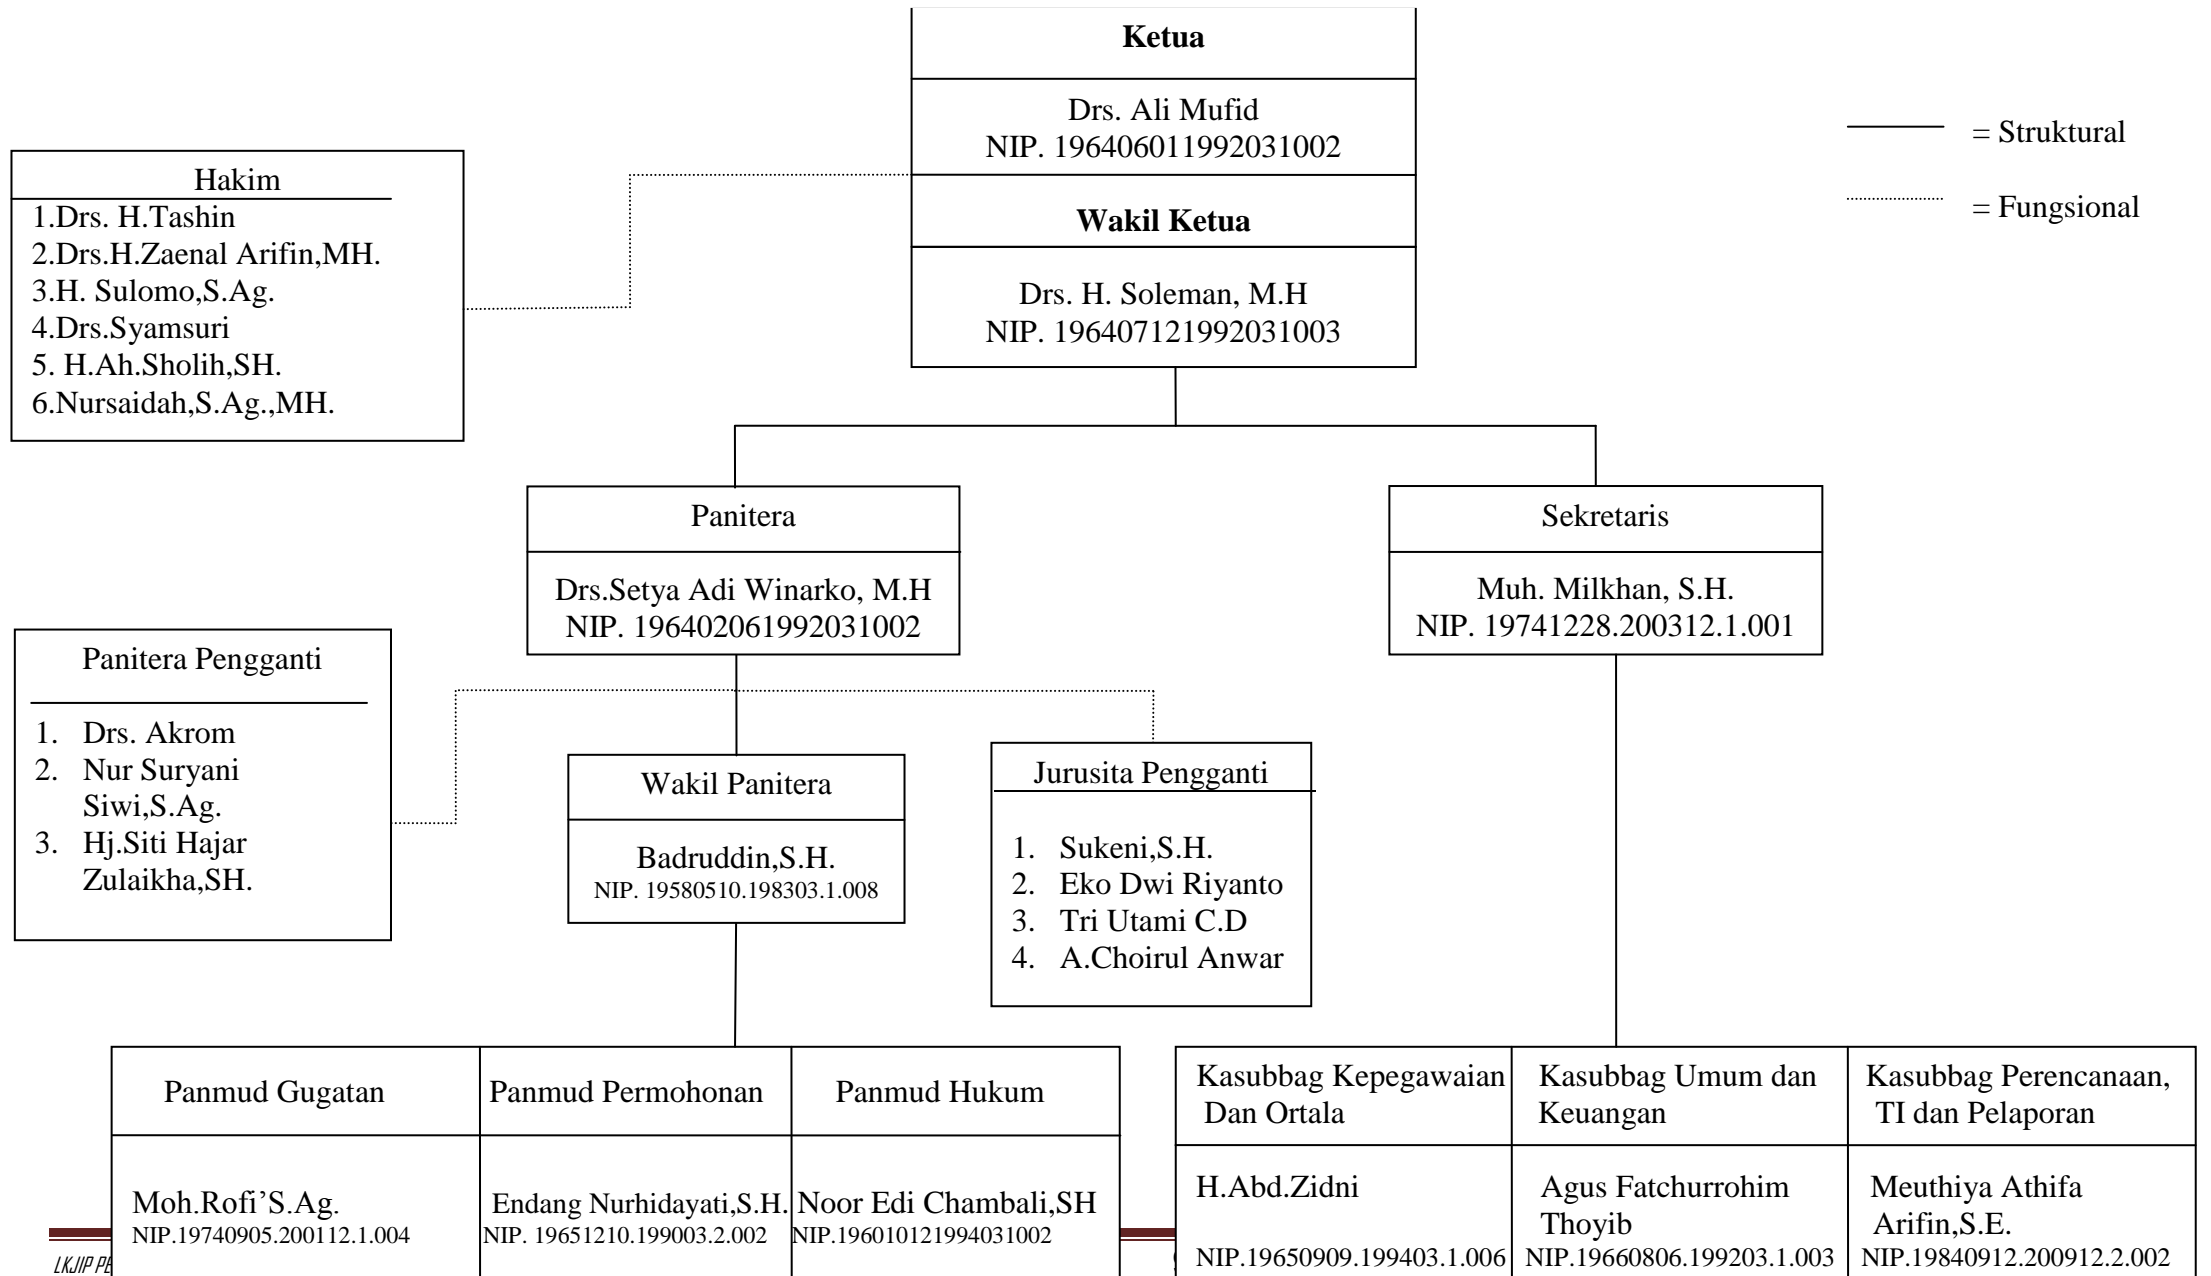 Ketua
Drs. Ali Mufid
NIP. 196406011992031002
Wakil Ketua
Drs. H. Soleman, M.H
NIP. 196407121992031003
= Struktural
= Fungsional
Hakim
1.Drs. H.Tashin
2.Drs.H.Zaenal Arifin,MH.
3.H. Sulomo,S.Ag.
4.Drs.Syamsuri
5. H.Ah.Sholih,SH.
6.Nursaidah,S.Ag.,MH.
Panitera
Drs.Setya Adi Winarko, M.H
NIP. 196402061992031002
Sekretaris
Muh. Milkhan, S.H.
NIP. 19741228.200312.1.001
Panitera Pengganti
1. Drs. Akrom
2. Nur Suryani
Siwi,S.Ag.
3. Hj.Siti Hajar
Zulaikha,SH.
Wakil Panitera
Badruddin,S.H.
NIP. 19580510.198303.1.008
Jurusita Pengganti
1. Sukeni,S.H.
2. Eko Dwi Riyanto
3. Tri Utami C.D
4. A.Choirul Anwar
Panmud Gugatan
Moh.Rofi’S.Ag.
NIP.19740905.200112.1.004
Panmud Permohonan
Endang Nurhidayati,S.H.
NIP. 19651210.199003.2.002
Panmud Hukum
Noor Edi Chambali,SH
NIP.196010121994031002
Kasubbag Kepegawaian
Dan Ortala
H.Abd.Zidni
NIP.19650909.199403.1.006
Kasubbag Umum dan
Keuangan
Agus Fatchurrohim
Thoyib
NIP.19660806.199203.1.003
Kasubbag Perencanaan,
TI dan Pelaporan
Meuthiya Athifa
Arifin,S.E.
NIP.19840912.200912.2.002
LKJIP